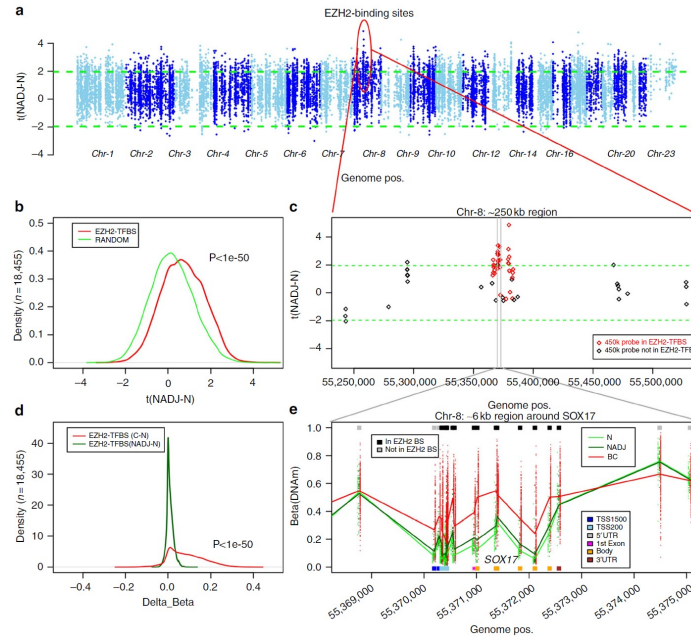 a
EZH2-binding sites
t(NADJ-N)
6
4
2
0
−2
−4
Chr-1 Chr-2 Chr-3 Chr-4 Chr-5 Chr-6 Chr-7 Chr-8 Chr-9 Chr-10 Chr-12 Chr-14 Chr-16 Chr-20 Chr-23
Genome pos.
b
EZH2-TFBS
RANDOM
P<1e-50
Density (n = 18,455)
0.5
0.4
0.3
0.2
0.1
0.0
−4 −2 0 2 4
t(NADJ-N)
c
Chr-8: ~250 kb region
t(NADJ-N)
4
2
0
−2
−4
450k probe in EZH2-TFBS
450k probe not in EZH2-TFB
55,250,000 55,300,000 55,350,000 55,400,000 55,450,000 55,500,000
Genome pos.
d
EZH2-TFBS (C-N)
EZH2-TFBS(NADJ-N)
P<1e-50
Density (n = 18,455)
40
30
20
10
0
−0.4 −0.2 0.0 0.2 0.4
Delta_Beta
e
Chr-8: ~6 kb region around SOX17
Beta(DNAm)
1.0
0.8
0.6
0.4
0.2
0.0
In EZH2 BS
Not in EZH2 BS
N
NADJ
BC
TSS1500
TSS200
5'UTR
1st Exon
Body
3'UTR
SOX17
55,369,000 55,370,000 55,371,000 55,372,000 55,373,000 55,374,000 55,375,000
Genome pos.